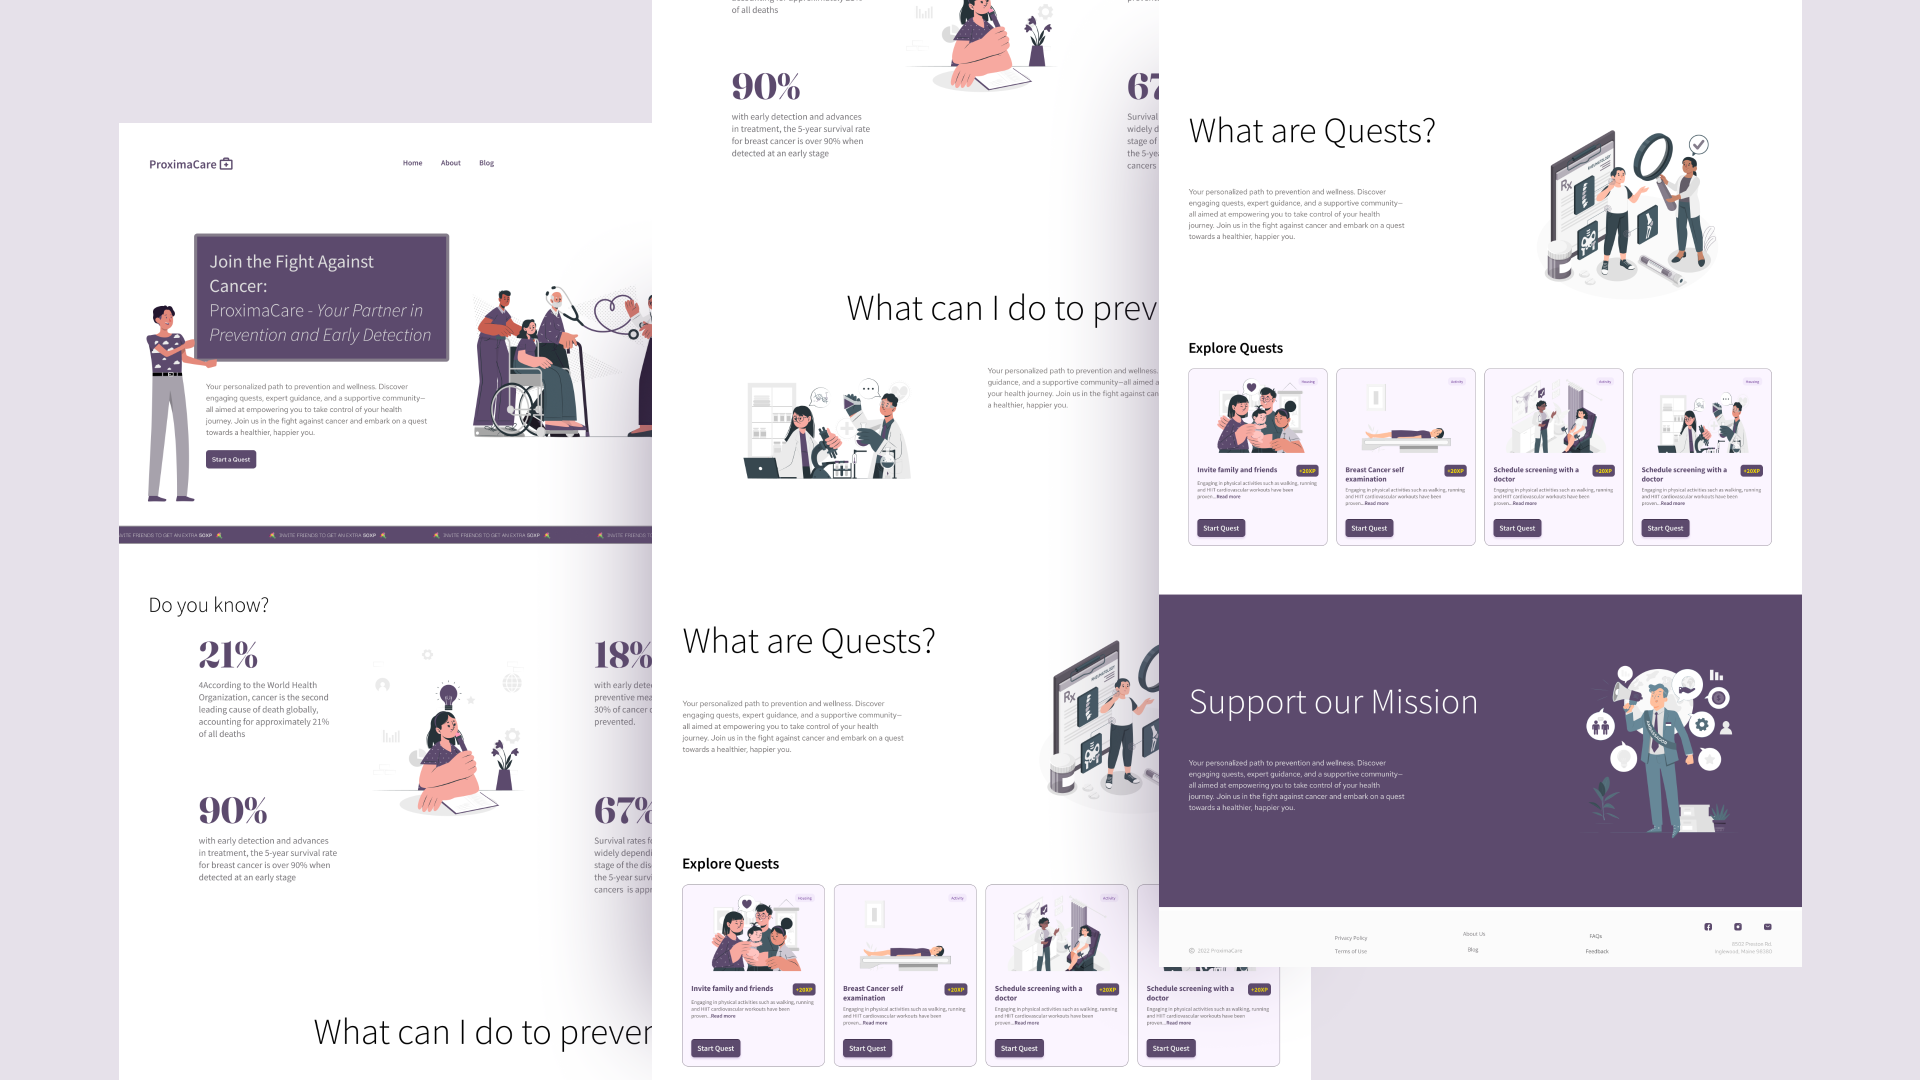 ProximaCare
Home About Blog
Join the Fight Against
Cancer:
ProximaCare - Your Partner in
Prevention and Early Detection
Your personalized path to prevention and wellness. Discover
engaging quests, expert guidance, and a supportive community—
all aimed at empowering you to take control of your health
journey. Join us in the fight against cancer and embark on a quest
towards a healthier, happier you.
Start a Quest
INVITE FRIENDS TO GET AN EXTRA 50XP INVITE FRIENDS TO GET AN EXTRA 50XP INVITE FRIENDS TO GET AN EXTRA 50XP INVITE FRIENDS TO
Do you know?
21%
4According to the World Health
Organization, cancer is the second
leading cause of death globally,
accounting for approximately 21%
of all deaths
18%
with early dete
preventive mea
30% of cancer c
prevented.
90%
with early detection and advances
in treatment, the 5-year survival rate
for breast cancer is over 90% when
detected at an early stage
67%
Survival rates fo
widely dependi
stage of the dis
the 5-year survi
cancers is appr
What can I do to preven
of all deaths
90%
with early detection and advances
in treatment, the 5-year survival rate
for breast cancer is over 90% when
detected at an early stage
67
Survival
widely d
stage of
the 5-yea
cancers
What can I do to prev
Your personalized path to prevention and wellness.
guidance, and a supportive community—all aimed a
your health journey. Join us in the fight against can
a healthier, happier you.
What are Quests?
Your personalized path to prevention and wellness. Discover
engaging quests, expert guidance, and a supportive community—
all aimed at empowering you to take control of your health
journey. Join us in the fight against cancer and embark on a quest
towards a healthier, happier you.
Rx
Explore Quests
Housing
Invite family and friends
+20XP
Engaging in physical activities such as walking, running
and HIIT cardiovascular workouts have been
proven...Read more
Start Quest
Activity
Breast Cancer self
examination
+20XP
Engaging in physical activities such as walking, running
and HIIT cardiovascular workouts have been
proven...Read more
Start Quest
Activity
Schedule screening with a
doctor
+20XP
Engaging in physical activities such as walking, running
and HIIT cardiovascular workouts have been
proven...Read more
Start Quest
Schedule screening with a
doctor
+20XP
Engaging in physical activities such as walking, running
and HIIT cardiovascular workouts have been
proven...Read more
Start Quest
What are Quests?
Your personalized path to prevention and wellness. Discover
engaging quests, expert guidance, and a supportive community—
all aimed at empowering you to take control of your health
journey. Join us in the fight against cancer and embark on a quest
towards a healthier, happier you.
Rx
Explore Quests
Housing
Invite family and friends
+20XP
Engaging in physical activities such as walking, running
and HIIT cardiovascular workouts have been
proven...Read more
Start Quest
Activity
Breast Cancer self
examination
+20XP
Engaging in physical activities such as walking, running
and HIIT cardiovascular workouts have been
proven...Read more
Start Quest
Activity
Schedule screening with a
doctor
+20XP
Engaging in physical activities such as walking, running
and HIIT cardiovascular workouts have been
proven...Read more
Start Quest
Housing
Schedule screening with a
doctor
+20XP
Engaging in physical activities such as walking, running
and HIIT cardiovascular workouts have been
proven...Read more
Start Quest
Support our Mission
Your personalized path to prevention and wellness. Discover
engaging quests, expert guidance, and a supportive community—
all aimed at empowering you to take control of your health
journey. Join us in the fight against cancer and embark on a quest
towards a healthier, happier you.
© 2022 ProximaCare
Privacy Policy
Terms of Use
About Us
Blog
FAQs
Feedback
8502 Preston Rd.
Inglewood, Maine 98380